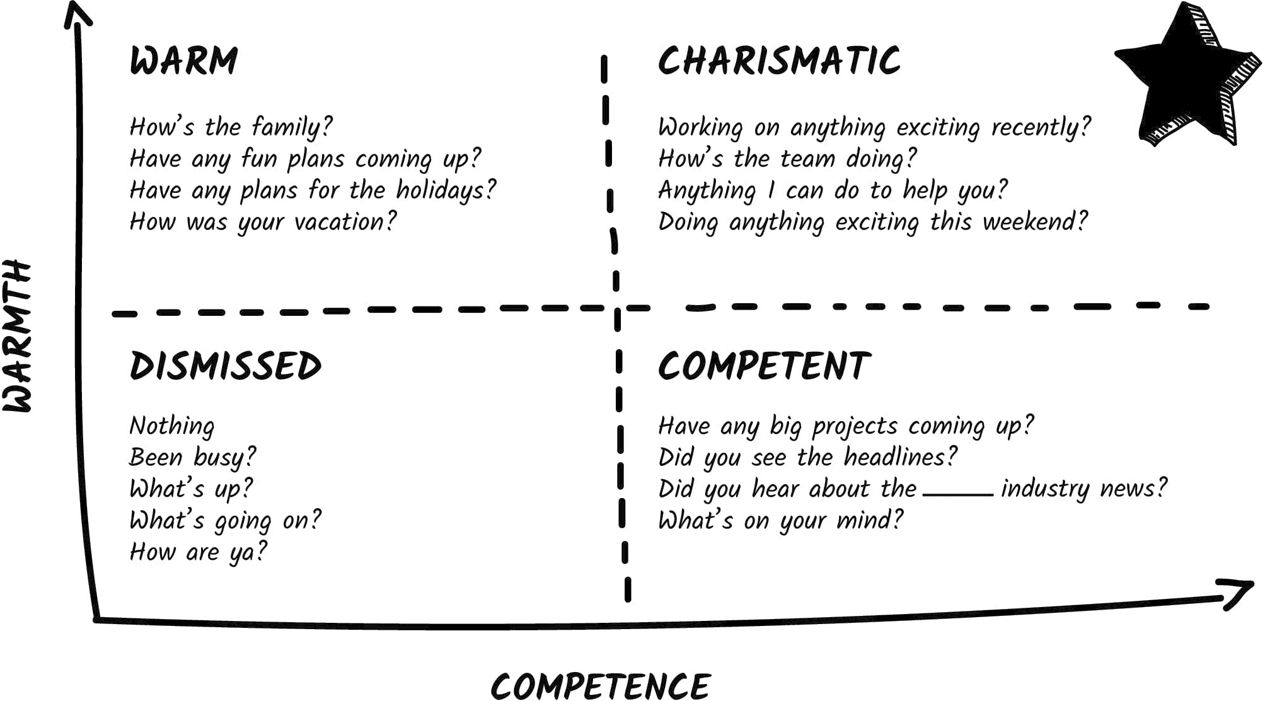 WARM
How's the family?
Have any fun plans coming up?
Have any plans for the holidays?
How was your vacation?
CHARISMATIC
Working on anything exciting recently?
How's the team doing?
Anything I can do to help you?
Doing anything exciting this weekend?
WARMTH
DISMISSED
Nothing
Been busy?
What's up?
What's going on?
How are ya?
COMPETENT
Have any big projects coming up?
Did you see the headlines?
Did you hear about the _____ industry news?
What's on your mind?
COMPETENCE